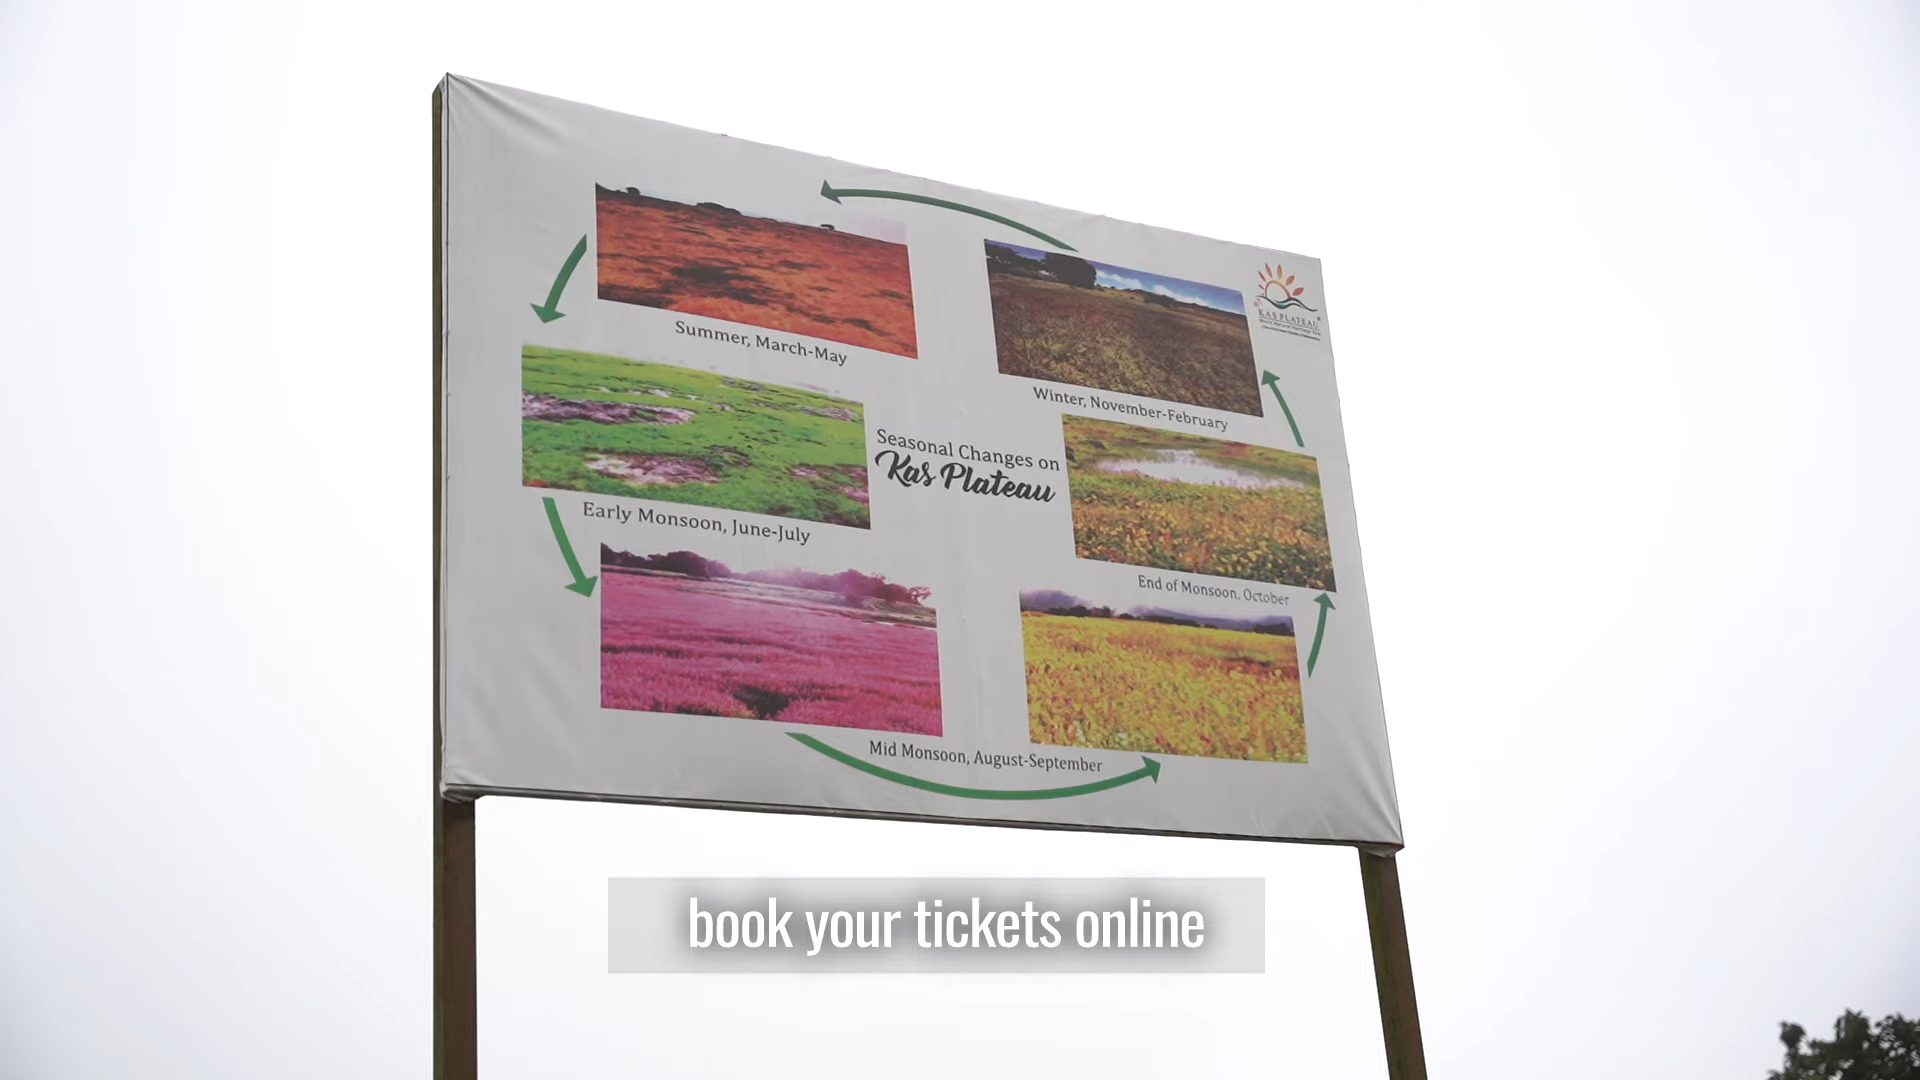 Summer, March-May
Winter, November-February
KAS PLATEAU
Seasonal Changes on
Kas Plateau
Early Monsoon, June-July
End of Monsoon, October
Mid Monsoon, August-September
book your tickets online